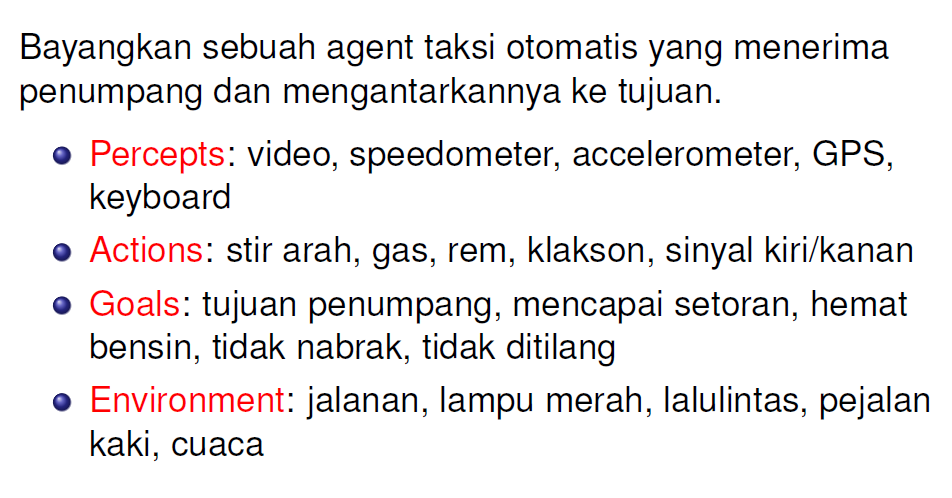 Bayangkan sebuah agent taksi otomatis yang menerima
penumpang dan mengantarkannya ke tujuan.
Percepts: video, speedometer, accelerometer, GPS,
keyboard
Actions: stir arah, gas, rem, klakson, sinyal kiri/kanan
Goals: tujuan penumpang, mencapai setoran, hemat
bensin, tidak nabrak, tidak ditilang
Environment: jalanan, lampu merah, lalulintas, pejalan
kaki, cuaca